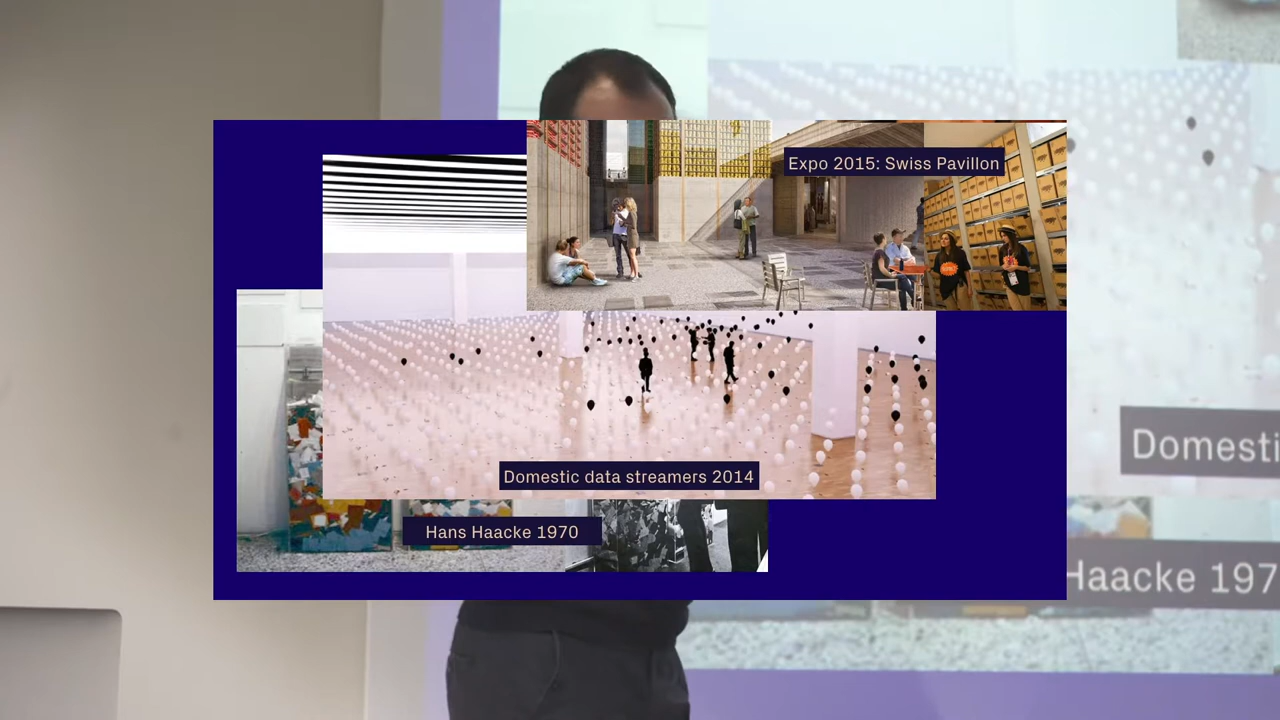 Expo 2015: Swiss Pavillon
Domestic data streamers 2014
Hans Haacke 1970
Domesti
Haacke 197